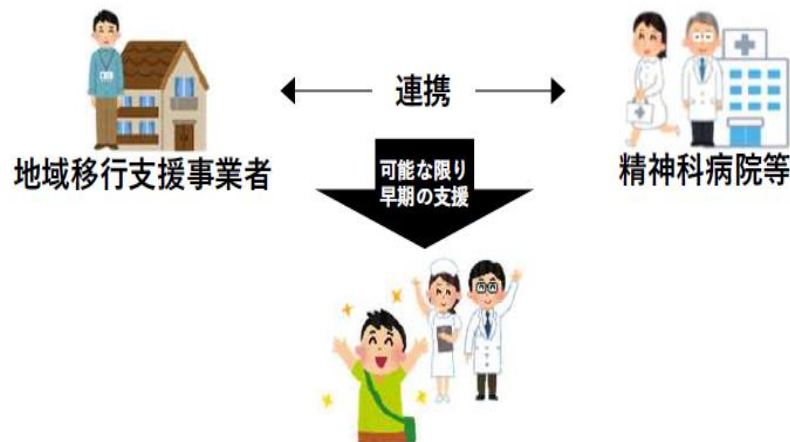 連携
地域移行支援事業者
精神科病院等
可能な限り
早期の支援